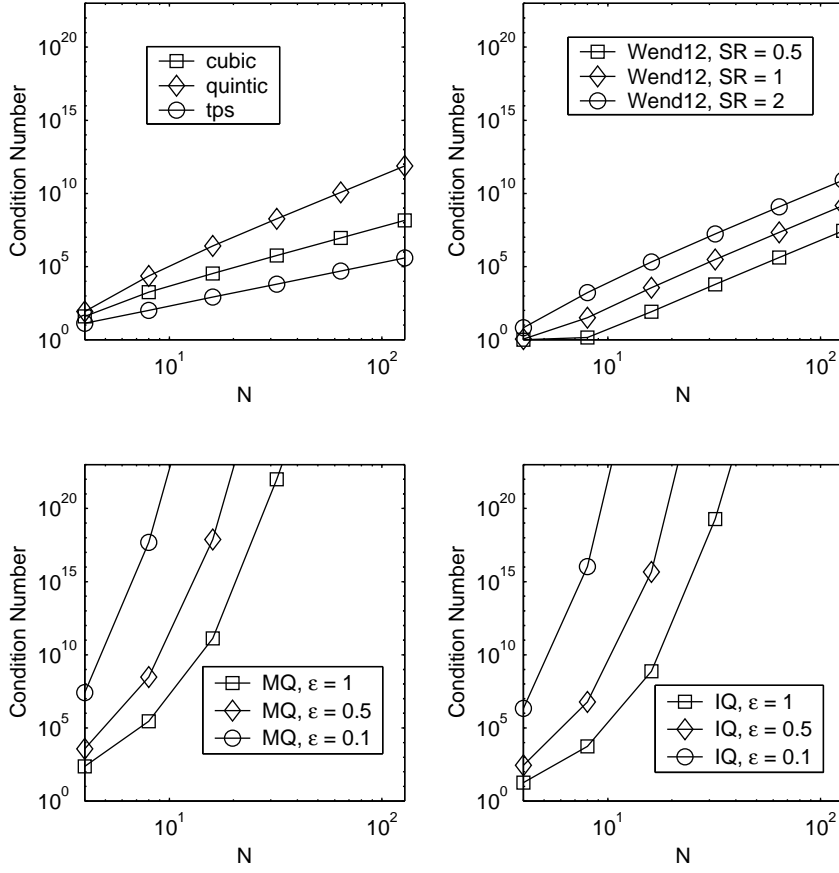 10^20
10^15
10^10
10^5
10^0
Condition Number
cubic
quintic
tps
10^1
10^2
N
10^20
10^15
10^10
10^5
10^0
Condition Number
Wend12, SR = 0.5
Wend12, SR = 1
Wend12, SR = 2
10^1
10^2
N
10^20
10^15
10^10
10^5
10^0
Condition Number
MQ, ε = 1
MQ, ε = 0.5
MQ, ε = 0.1
10^1
10^2
N
10^20
10^15
10^10
10^5
10^0
Condition Number
IQ, ε = 1
IQ, ε = 0.5
IQ, ε = 0.1
10^1
10^2
N